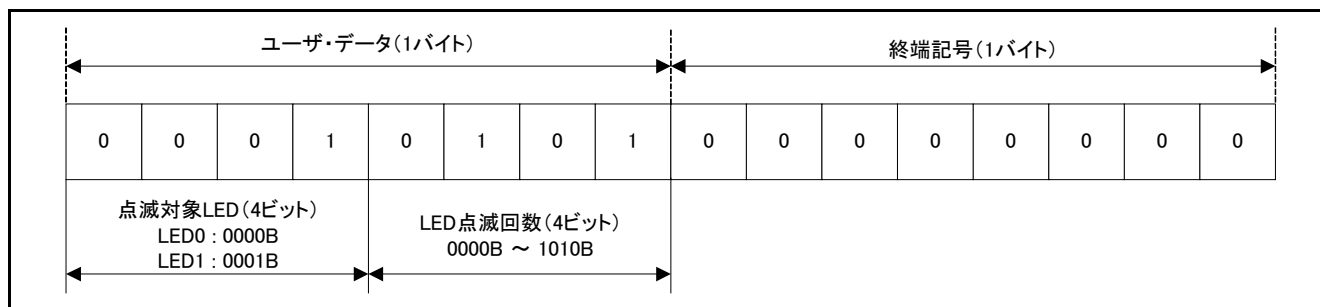 ユーザ・データ(1バイト)
終端記号(1バイト)
0 0 0 1 0 1 0 1 0 0 0 0 0 0 0 0
点滅対象LED(4ビット)
LED0 : 0000B
LED1 : 0001B
LED点滅回数(4ビット)
0000B ～ 1010B